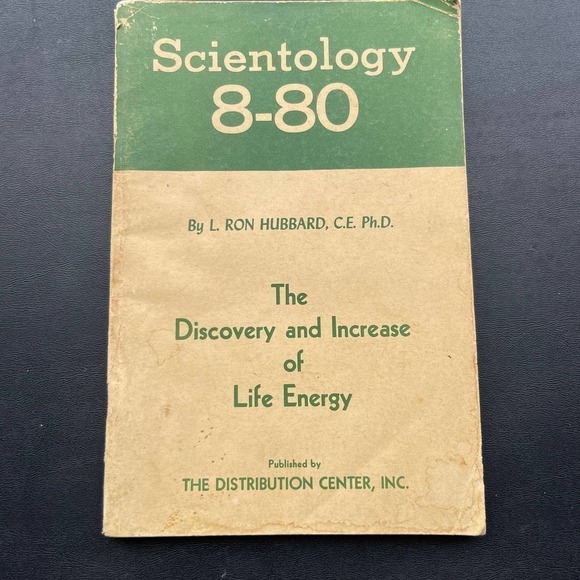 Scientology
8-80
By L. RON HUBBARD, C.E. Ph.D.
The
Discovery and Increase
of
Life Energy
Published by
THE DISTRIBUTION CENTER, INC.